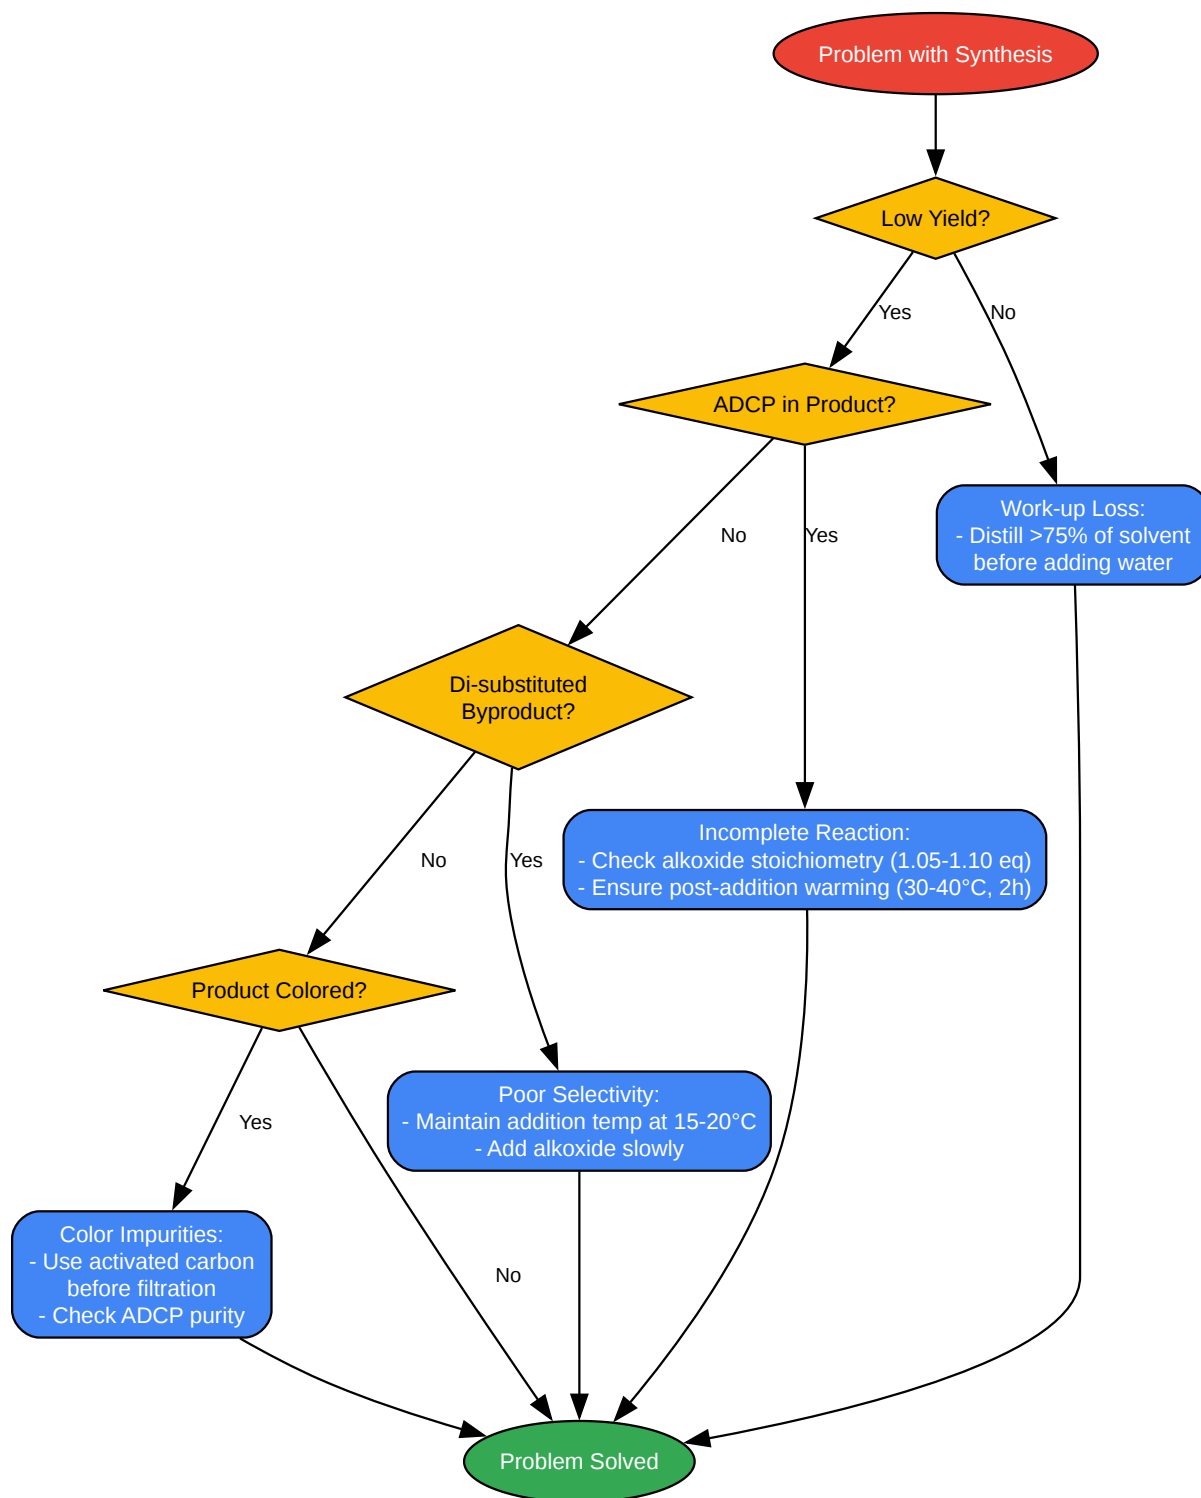 Problem with Synthesis
Low Yield?
Yes
No
ADCP in Product?
Work-up Loss:
- Distill >75% of solvent
before adding water
No
Yes
Di-substituted
Byproduct?
Incomplete Reaction:
- Check alkoxide stoichiometry (1.05-1.10 eq)
- Ensure post-addition warming (30-40°C, 2h)
No
Yes
Product Colored?
Poor Selectivity:
- Maintain addition temp at 15-20°C
- Add alkoxide slowly
Yes
No
Color Impurities:
- Use activated carbon
before filtration
- Check ADCP purity
Problem Solved